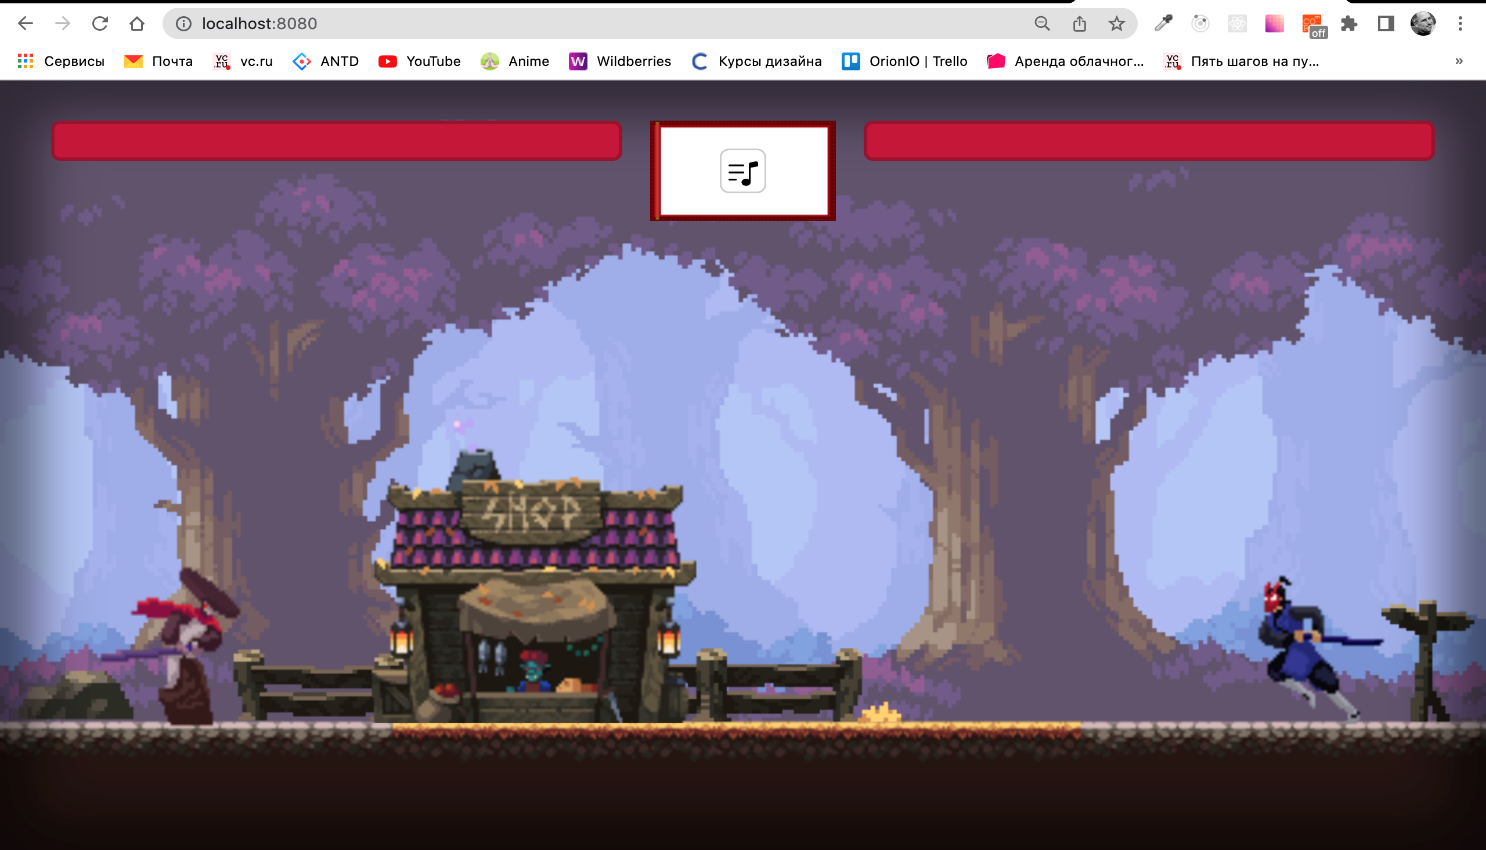 localhost:8080
off
Сервисы Почта vc.ru ANTD YouTube Anime Wildberries Курсы дизайна OrionIO | Trello Аренда облачног... Пять шагов на пу... »
SHOP